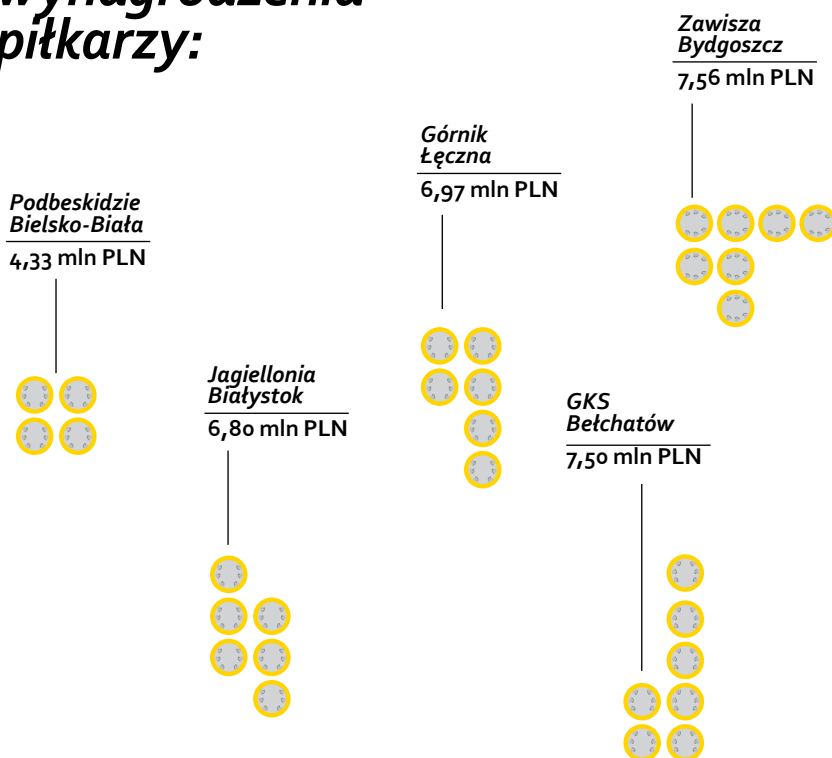 wynagrodzenia
piłkarzy:
Zawisza
Bydgoszcz
7,56 mln PLN
Górnik
Łęczna
6,97 mln PLN
Podbeskidzie
Bielsko-Biała
4,33 mln PLN
Jagiellonia
Białystok
6,80 mln PLN
GKS
Bełchatów
7,50 mln PLN